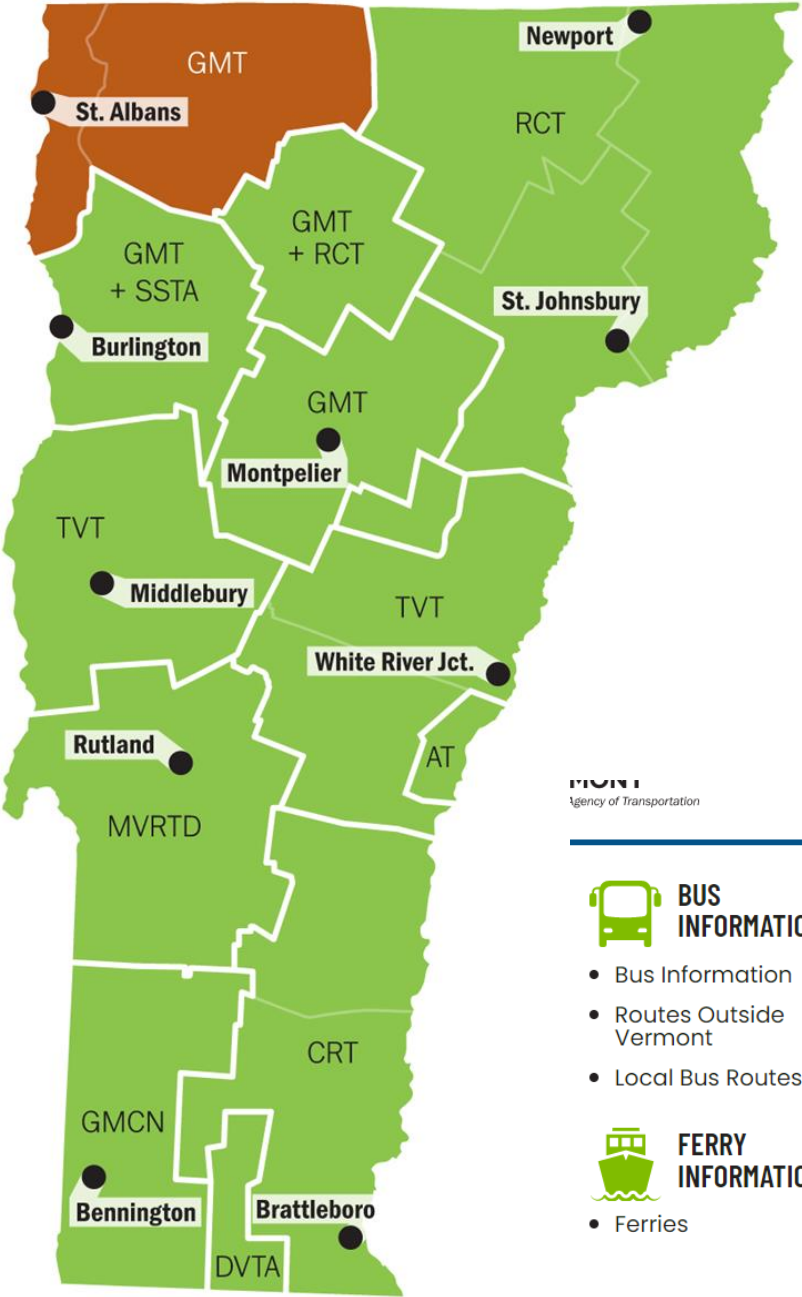 GMT
Newport
St. Albans
RCT
GMT
+ RCT
GMT
+ SSTA
St. Johnsbury
Burlington
GMT
Montpelier
TVT
Middlebury
TVT
White River Jct.
Rutland
AT
MVRTD
Agency of Transportation
BUS
• Bus Information
• Routes Outside
Vermont
CRT
• Local Bus Routes
GMCN
FERRY
Bennington
Brattleboro
• Ferries
DVTA